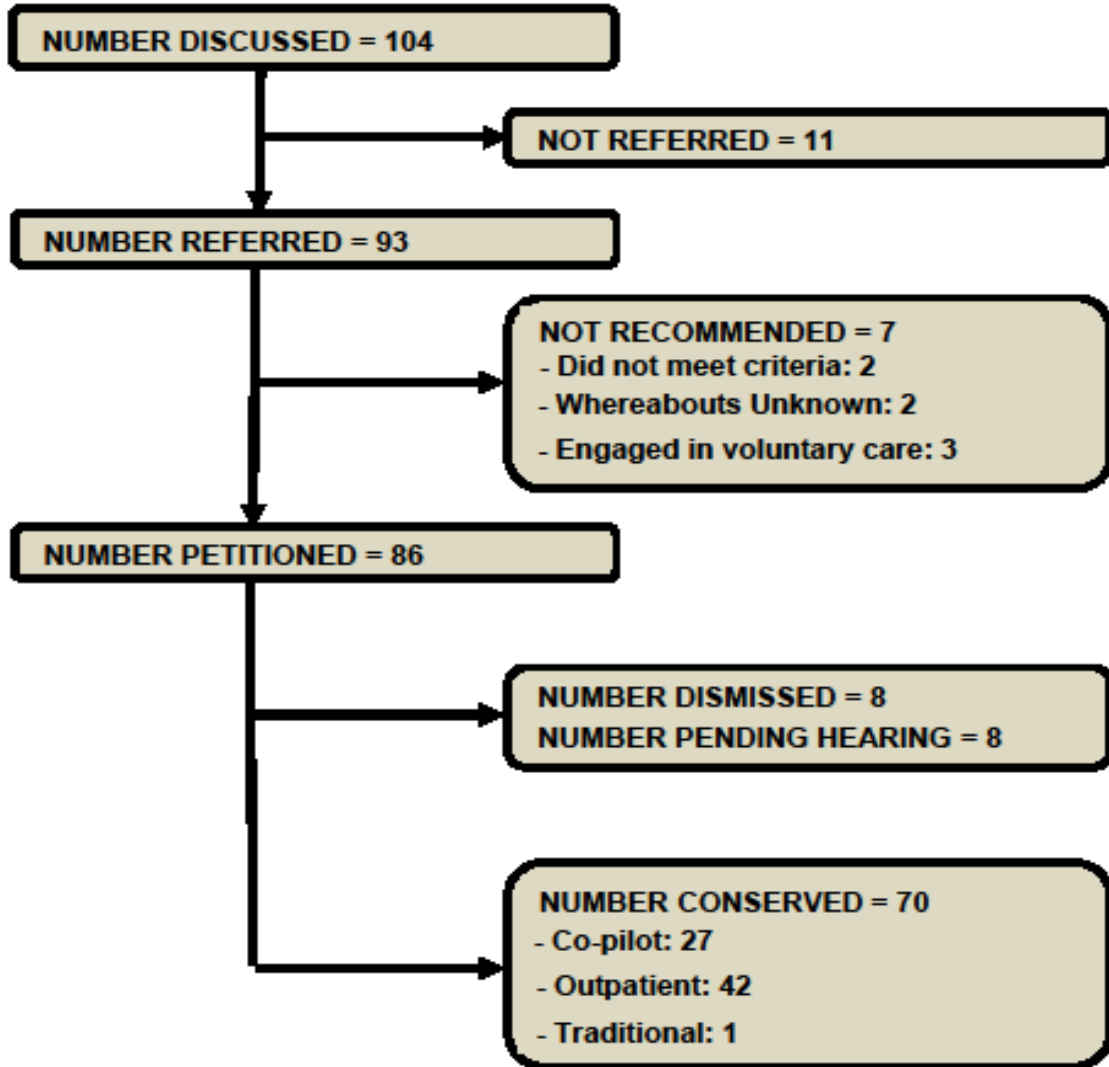 NUMBER DISCUSSED = 104
NOT REFERRED = 11
NUMBER REFERRED = 93
NOT RECOMMENDED = 7
- Did not meet criteria: 2
- Whereabouts Unknown: 2
- Engaged in voluntary care: 3
NUMBER PETITIONED = 86
NUMBER DISMISSED = 8
NUMBER PENDING HEARING = 8
NUMBER CONSERVED = 70
- Co-pilot: 27
- Outpatient: 42
- Traditional: 1